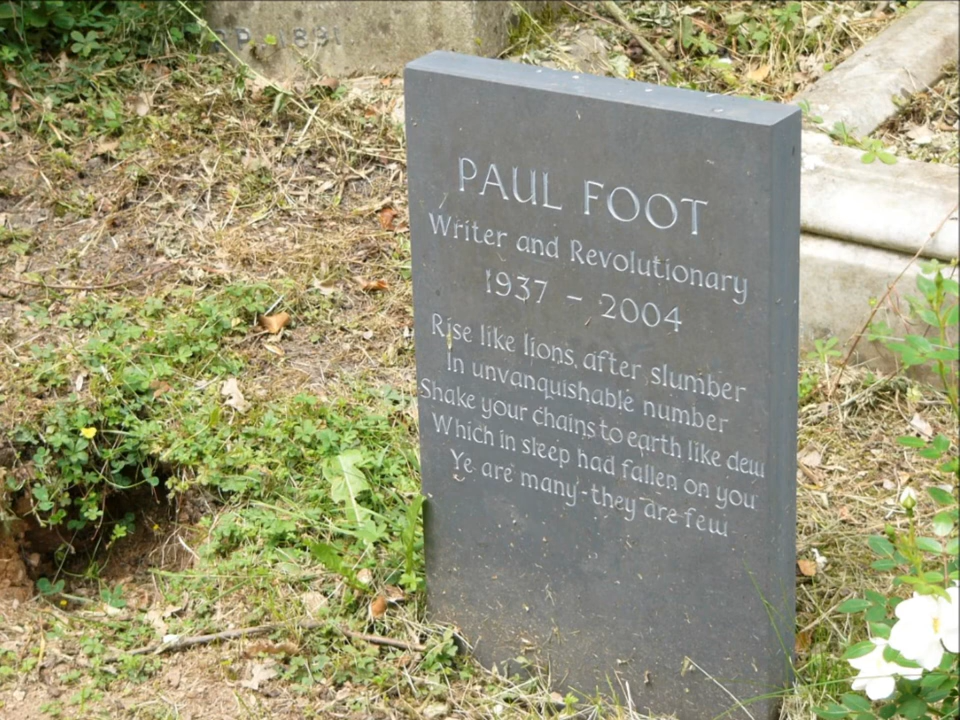 PAUL FOOT
Writer and Revolutionary
1937 - 2004
Rise like lions, after slumber
In unvanquishable number
Shake your chains to earth like dew
Which in sleep had fallen on you
Ye are many - they are few